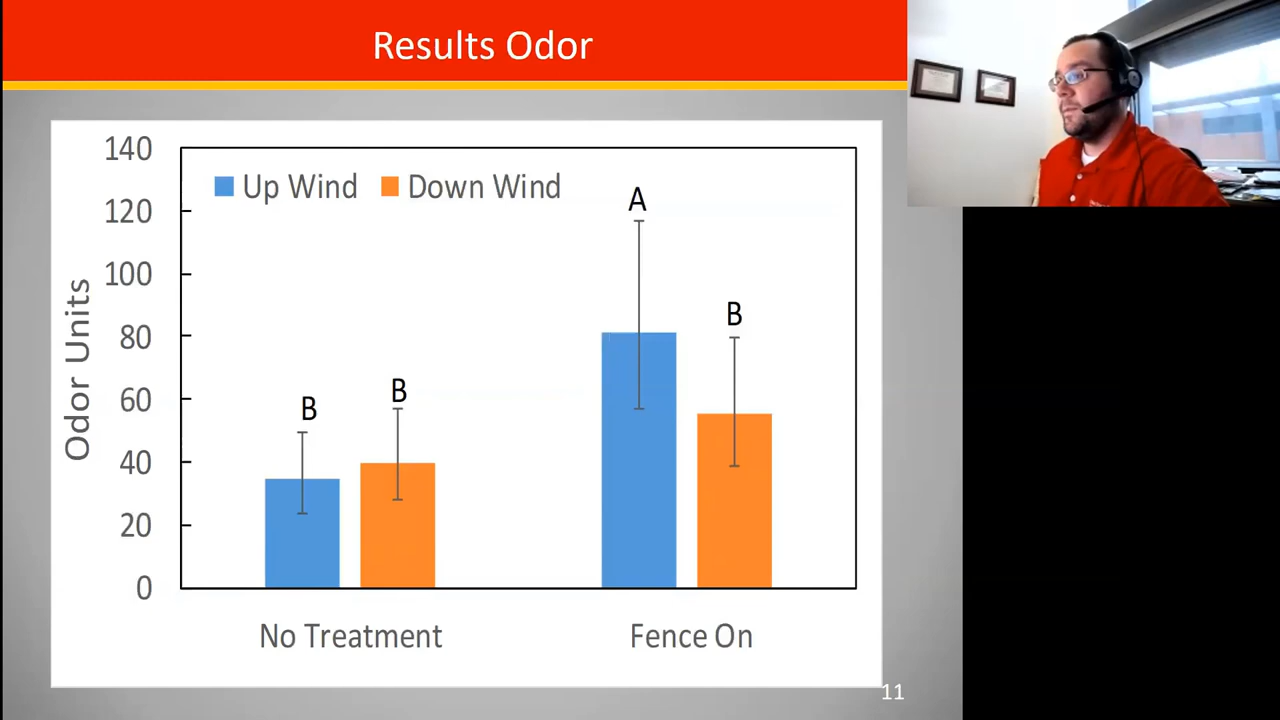 Results Odor
140
120
100
80
60
40
20
0
Odor Units
Up Wind Down Wind
B
B
A
B
No Treatment Fence On
11